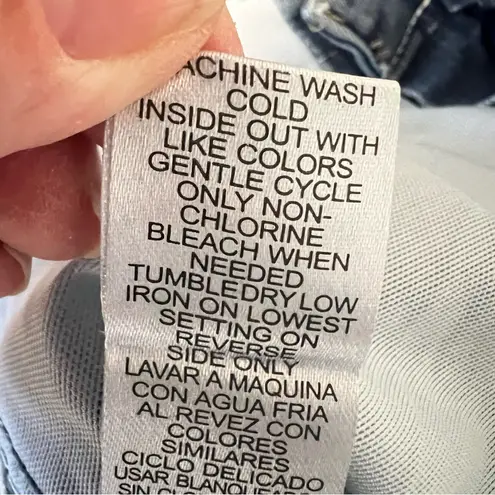 MACHINE WASH
COLD
INSIDE OUT WITH
LIKE COLORS
GENTLE CYCLE
ONLY NON-
CHLORINE
BLEACH WHEN
NEEDED
TUMBLE DRY LOW
IRON ON LOWEST
SETTING ON
REVERSE
SIDE ONLY
LAVAR A MAQUINA
CON AGUA FRIA
AL REVEZ CON
COLORES
SIMILARES
CICLO DELICADO
USAR
SIN